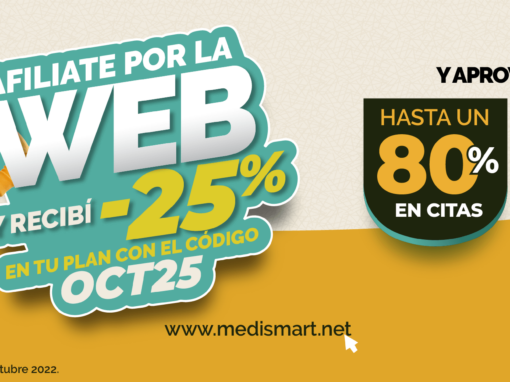 AFILIATE POR LA
WEB
Y RECIBÍ -25%
EN TU PLAN CON EL CÓDIGO
OCT25
Y APROV
HASTA UN
80%
EN CITAS
www.medismart.net
tubre 2022.